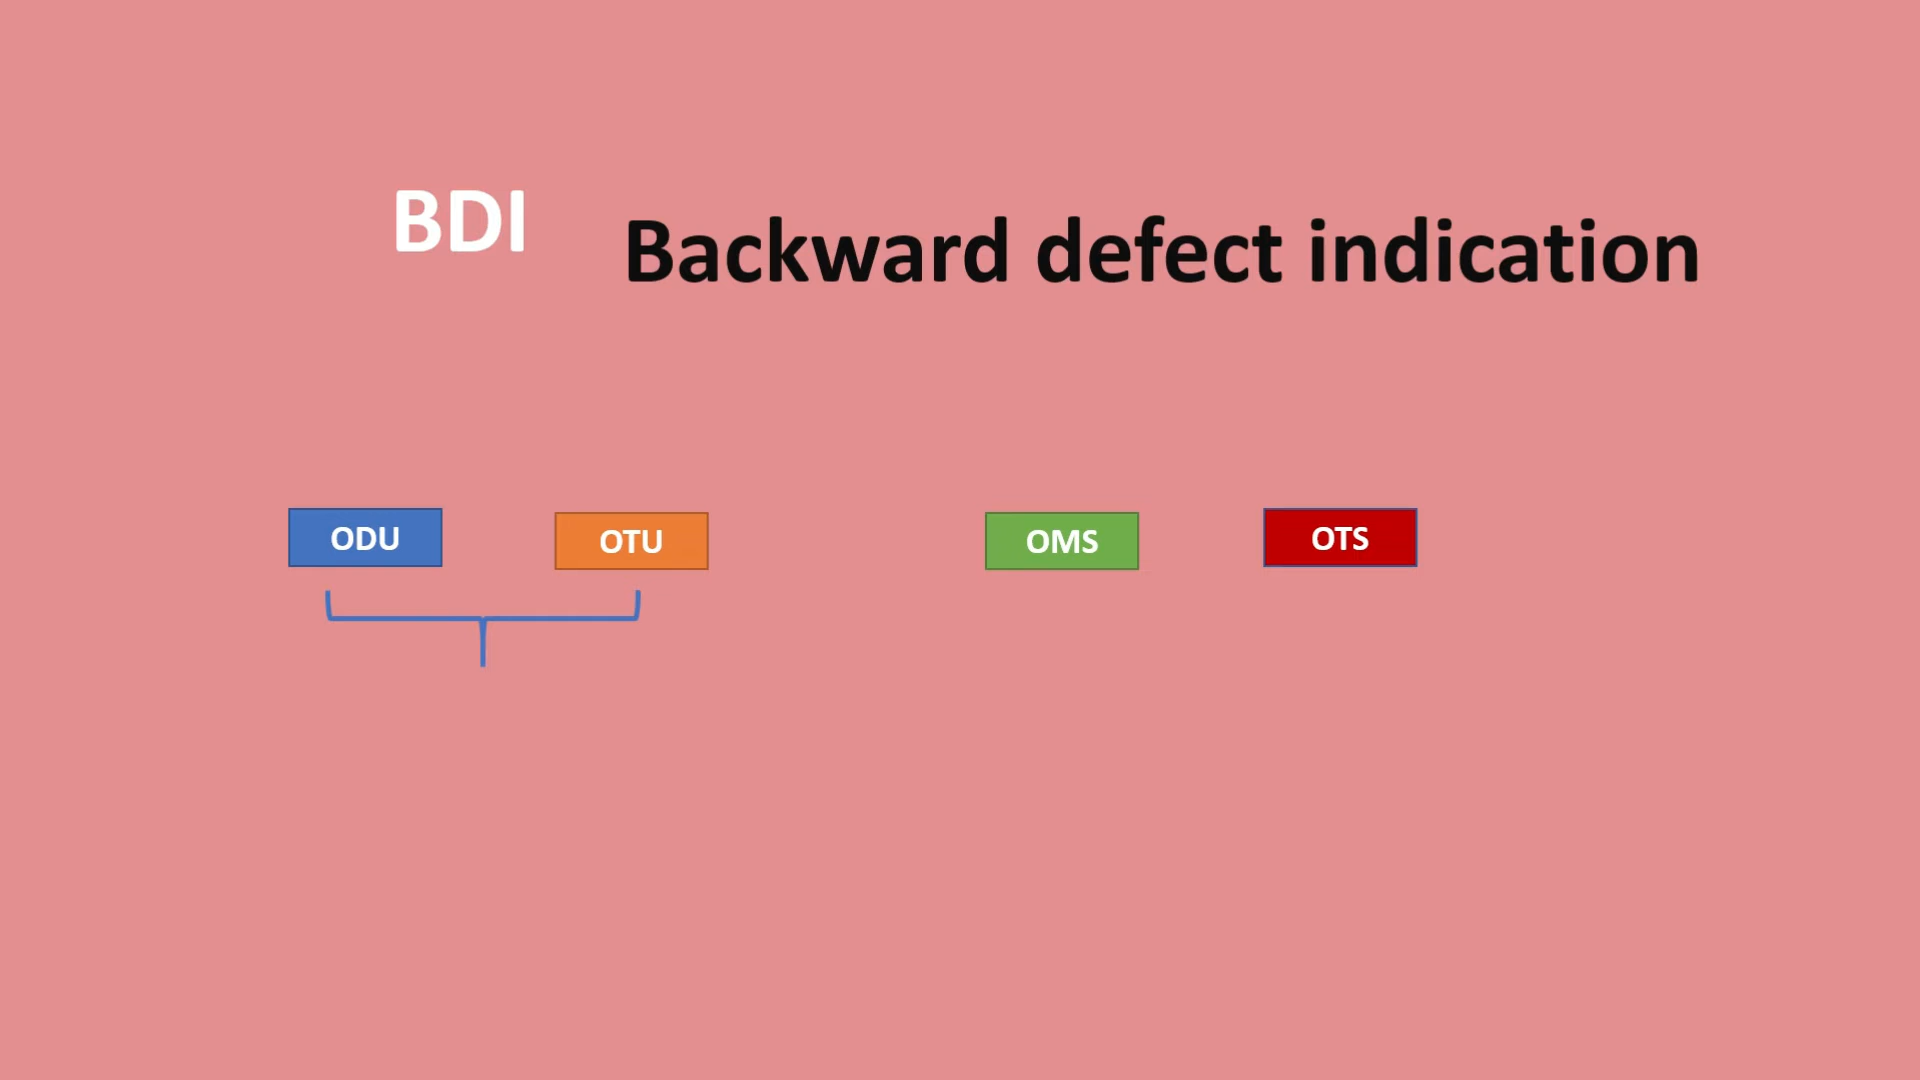 BDI
Backward defect indication
ODU
OTU
OMS
OTS